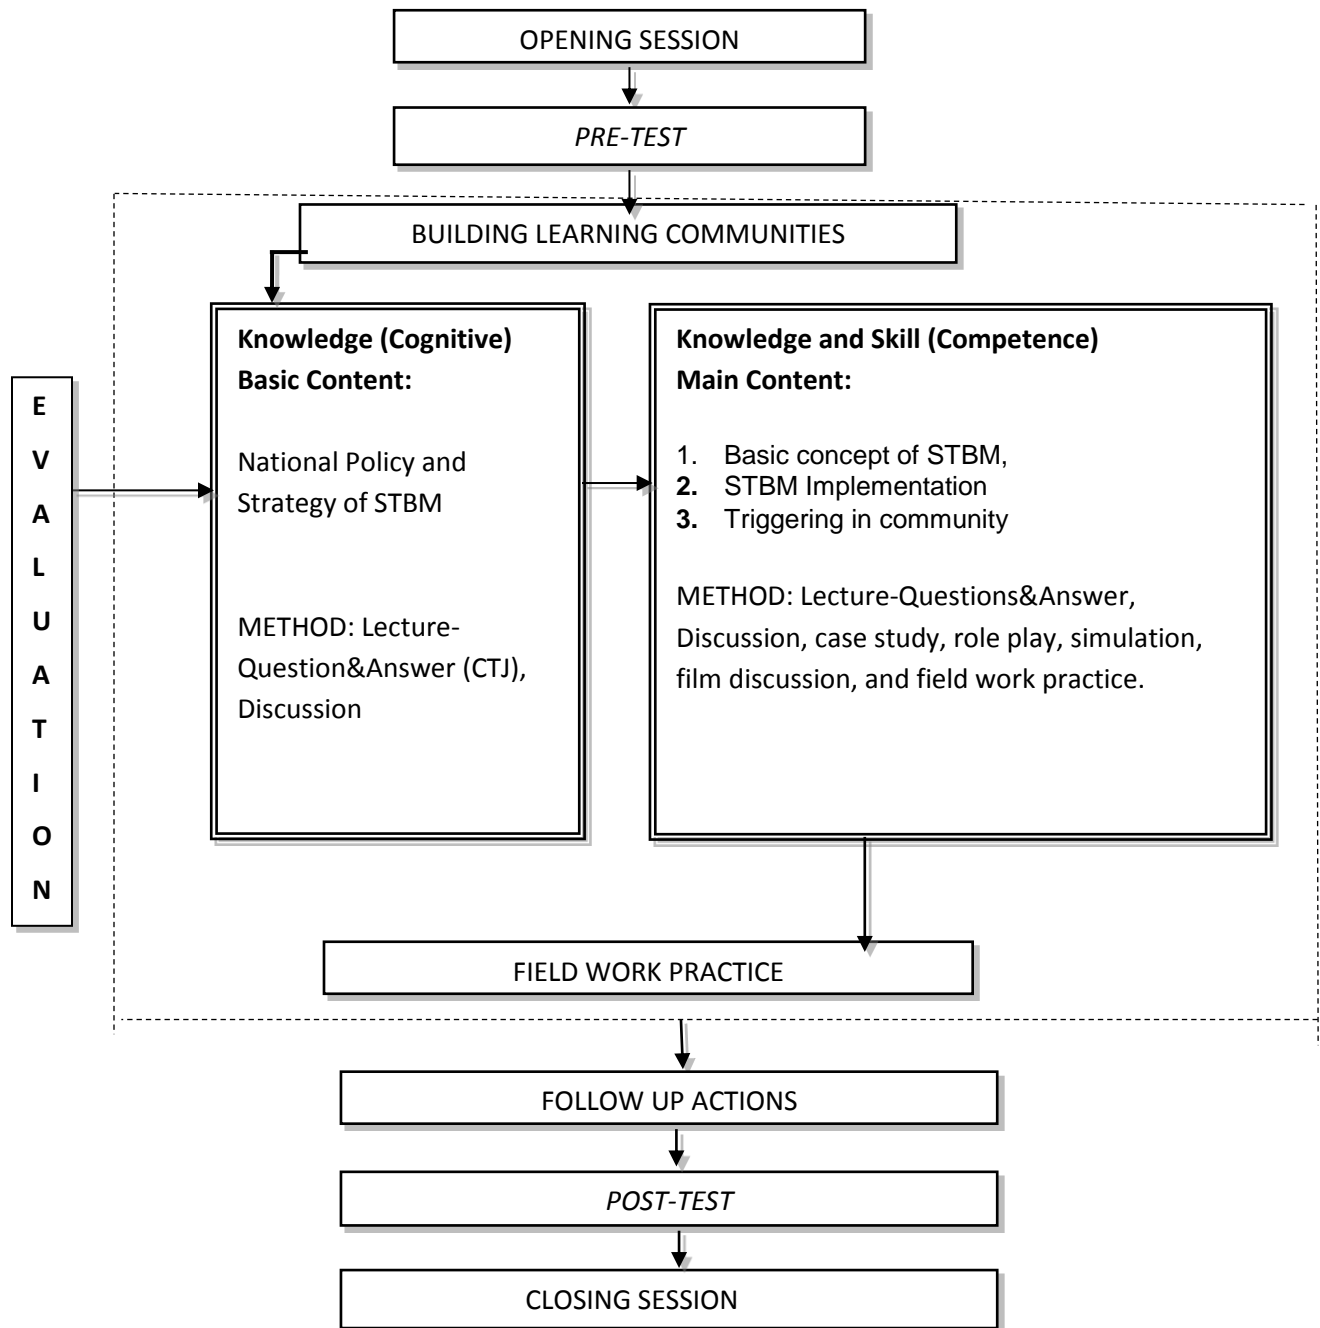 OPENING SESSION
PRE-TEST
BUILDING LEARNING COMMUNITIES
EVALUATION
Knowledge (Cognitive)
Basic Content:
National Policy and
Strategy of STBM
METHOD: Lecture-
Question&Answer (CTJ),
Discussion
Knowledge and Skill (Competence)
Main Content:
1. Basic concept of STBM,
2. STBM Implementation
3. Triggering in community
METHOD: Lecture-Questions&Answer,
Discussion, case study, role play, simulation,
film discussion, and field work practice.
FIELD WORK PRACTICE
FOLLOW UP ACTIONS
POST-TEST
CLOSING SESSION